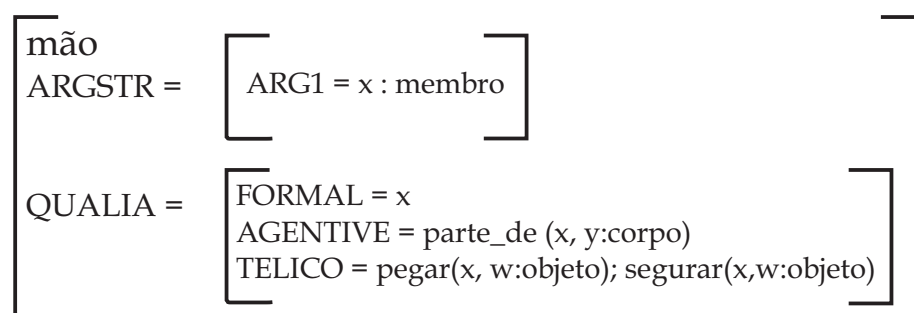 mão
ARGSTR = ARG1 = x : membro
QUALIA = FORMAL = x
AGENTIVE = parte_de (x, y:corpo)
TELICO = pegar(x, w:objeto); segurar(x,w:objeto)